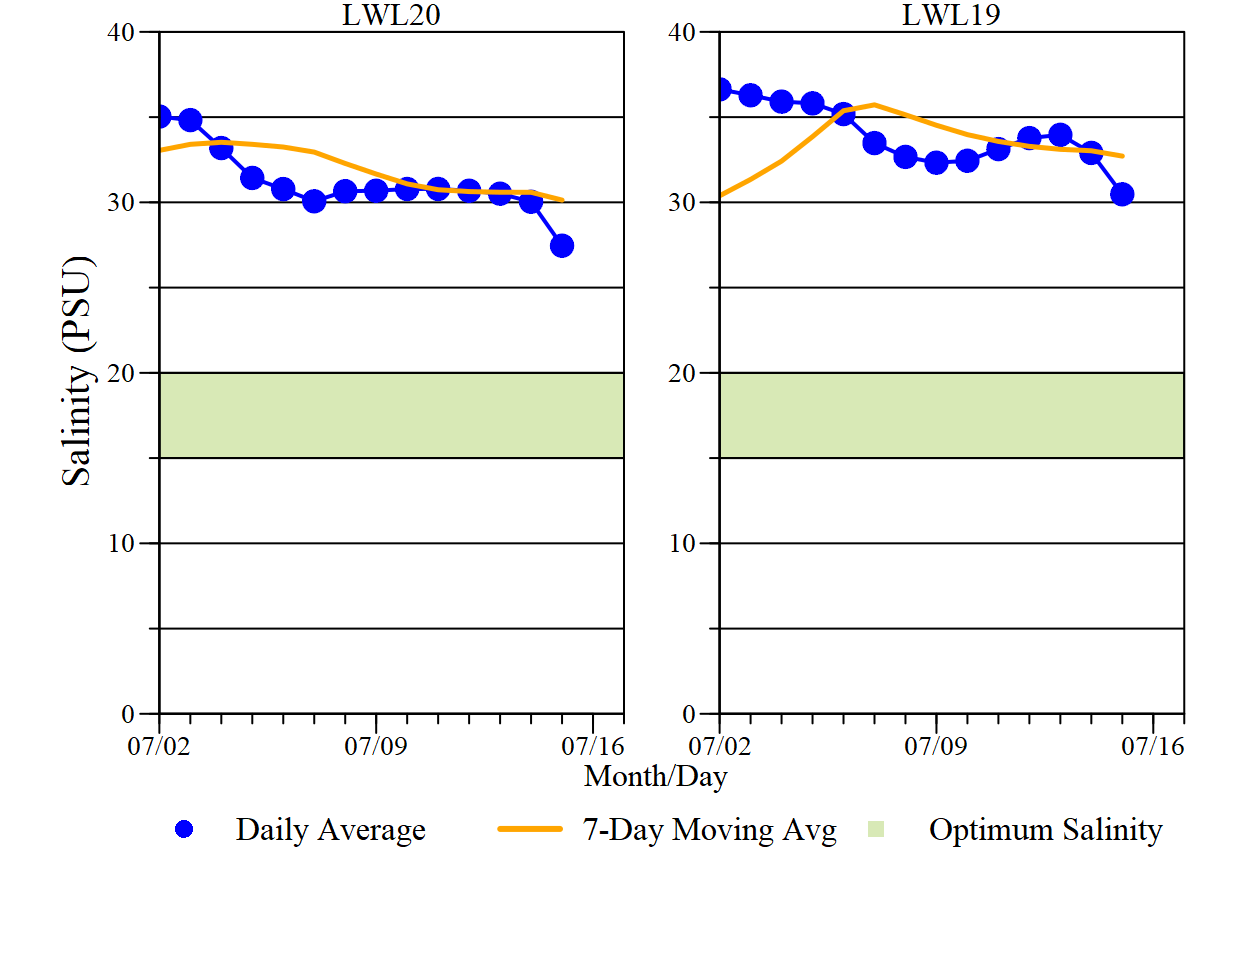 LWL20
LWL19
40
30
20
10
0
40
30
20
10
0
Salinity (PSU)
07/02
07/09
07/16
07/02
07/09
07/16
Month/Day
Daily Average
7-Day Moving Avg
Optimum Salinity